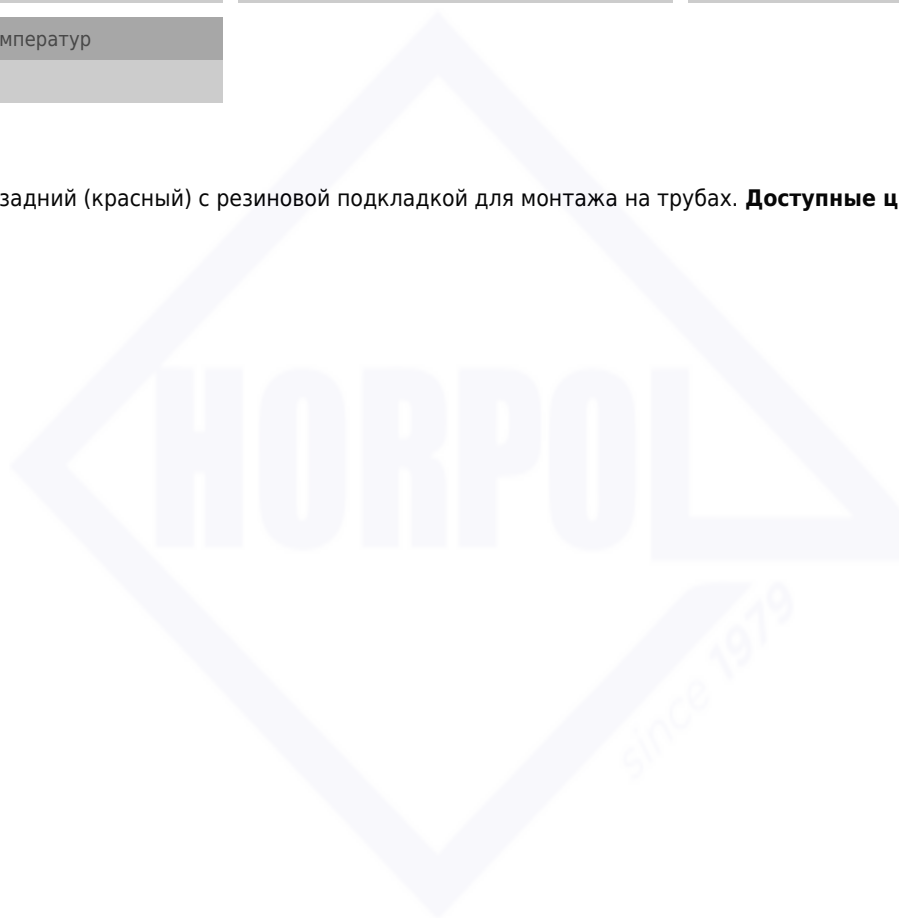 мператур
задний (красный) с резиновой подкладкой для монтажа на трубах. Доступные ц
HORPOL
since 1979